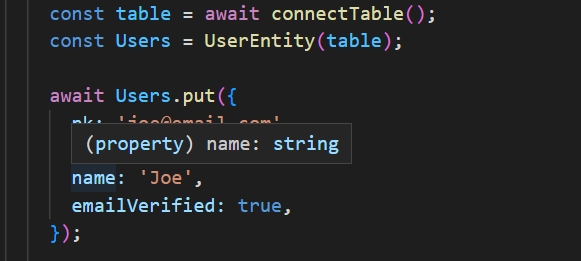 const table = await connectTable();
const Users = UserEntity(table);
await Users.put({
pk: 'joe@email.com'
(property) name: string
name: 'Joe',
emailVerified: true,
});